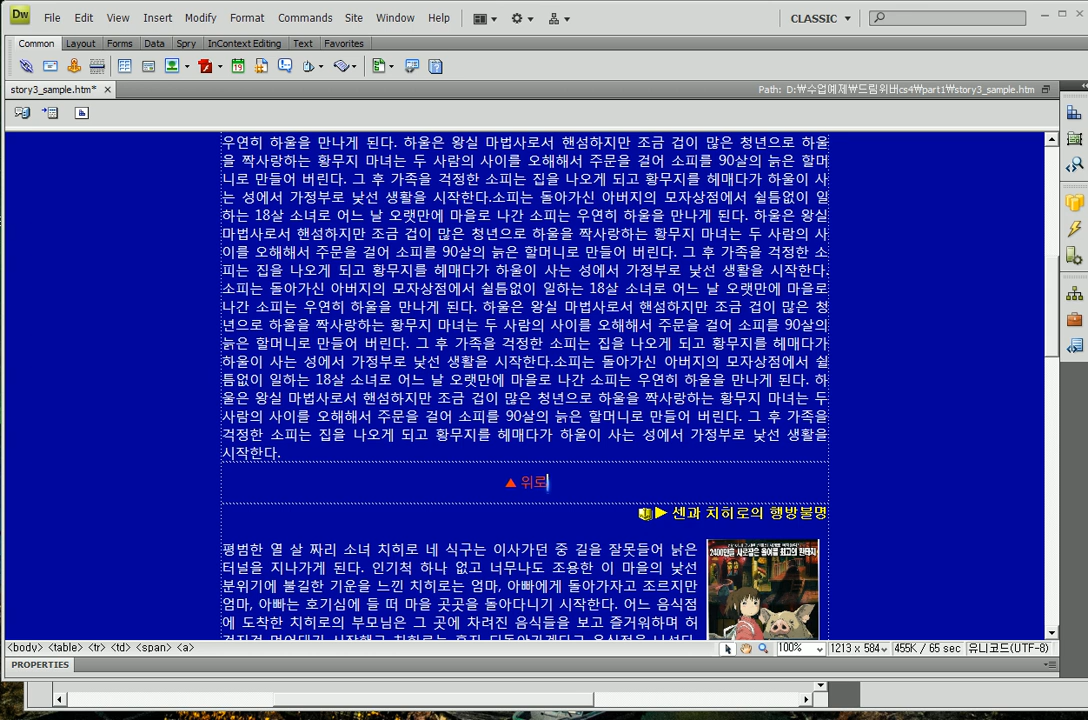 Dw File Edit View Insert Modify Format Commands Site Window Help CLASSIC
Common Layout Forms Data Spry InContext Editing Text Favorites
story3_sample.htm* Path: D:₩수업예제₩드림위버cs4₩part1₩story3_sample.htm
우연히 하울을 만나게 된다. 하울은 왕실 마법사로서 핸섬하지만 조금 겁이 많은 청년으로 하울
을 짝사랑하는 황무지 마녀는 두 사람의 사이를 오해해서 주문을 걸어 소피를 90살의 늙은 할머
니로 만들어 버린다. 그 후 가족을 걱정한 소피는 집을 나오게 되고 황무지를 헤매다가 하울이 사
는 성에서 가정부로 낯선 생활을 시작한다.소피는 돌아가신 아버지의 모자상점에서 쉴틈없이 일
하는 18살 소녀로 어느 날 오랫만에 마을로 나간 소피는 우연히 하울을 만나게 된다. 하울은 왕실
마법사로서 핸섬하지만 조금 겁이 많은 청년으로 하울을 짝사랑하는 황무지 마녀는 두 사람의 사
이를 오해해서 주문을 걸어 소피를 90살의 늙은 할머니로 만들어 버린다. 그 후 가족을 걱정한 소
피는 집을 나오게 되고 황무지를 헤매다가 하울이 사는 성에서 가정부로 낯선 생활을 시작한다.
소피는 돌아가신 아버지의 모자상점에서 쉴틈없이 일하는 18살 소녀로 어느 날 오랫만에 마을로
나간 소피는 우연히 하울을 만나게 된다. 하울은 왕실 마법사로서 핸섬하지만 조금 겁이 많은 청
년으로 하울을 짝사랑하는 황무지 마녀는 두 사람의 사이를 오해해서 주문을 걸어 소피를 90살의
늙은 할머니로 만들어 버린다. 그 후 가족을 걱정한 소피는 집을 나오게 되고 황무지를 헤매다가
하울이 사는 성에서 가정부로 낯선 생활을 시작한다.소피는 돌아가신 아버지의 모자상점에서 쉴
틈없이 일하는 18살 소녀로 어느 날 오랫만에 마을로 나간 소피는 우연히 하울을 만나게 된다. 하
울은 왕실 마법사로서 핸섬하지만 조금 겁이 많은 청년으로 하울을 짝사랑하는 황무지 마녀는 두
사람의 사이를 오해해서 주문을 걸어 소피를 90살의 늙은 할머니로 만들어 버린다. 그 후 가족을
걱정한 소피는 집을 나오게 되고 황무지를 헤매다가 하울이 사는 성에서 가정부로 낯선 생활을
시작한다.
▲ 위로
▶ 센과 치히로의 행방불명
평범한 열 살 짜리 소녀 치히로 네 식구는 이사가던 중 길을 잘못들어 낡은
터널을 지나가게 된다. 인기척 하나 없고 너무나도 조용한 이 마을의 낯선
분위기에 불길한 기운을 느낀 치히로는 엄마, 아빠에게 돌아가자고 조르지만
엄마, 아빠는 호기심에 들 떠 마을 곳곳을 돌아다니기 시작한다. 어느 음식점
에 도착한 치히로의 부모님은 그 곳에 차려진 음식들을 보고 즐거워하며 허
<body> <table> <tr> <td> <span> <a> 100% 1213 x 584 455K / 65 sec 유니코드(UTF-8)
PROPERTIES